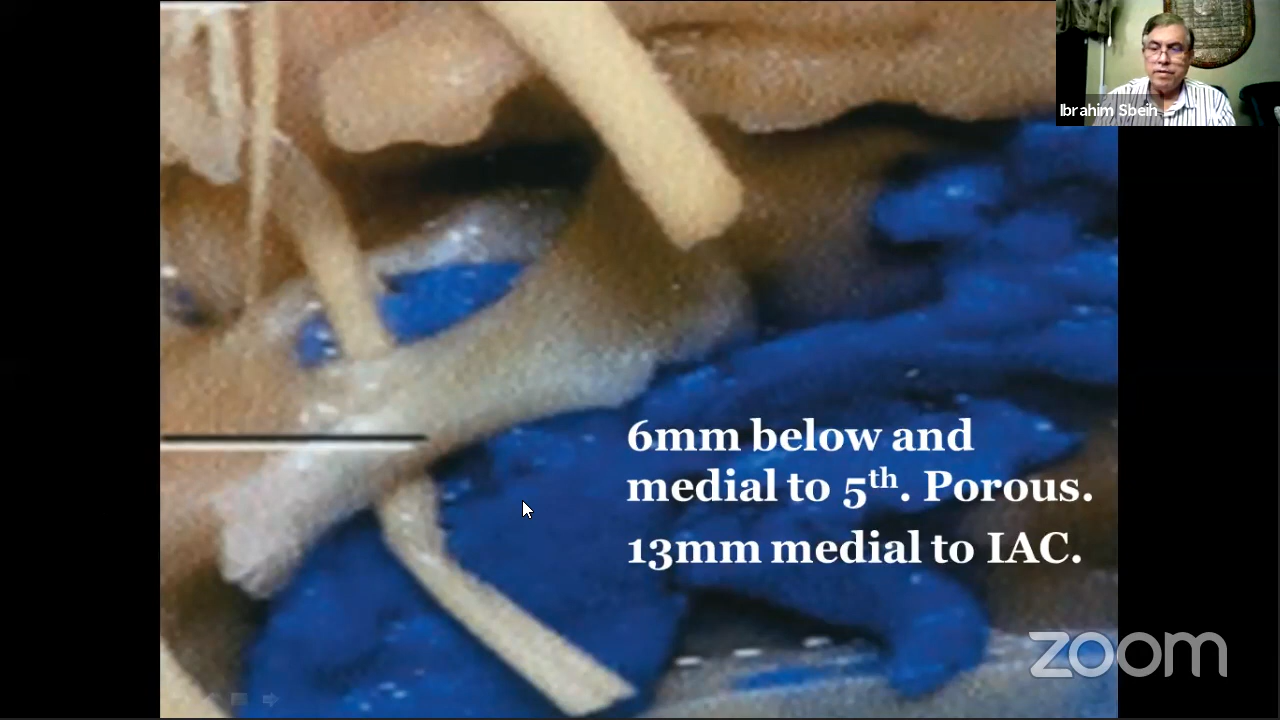 Ibrahim Sbeih
6mm below and
medial to 5th. Porous.
13mm medial to IAC.
zoom